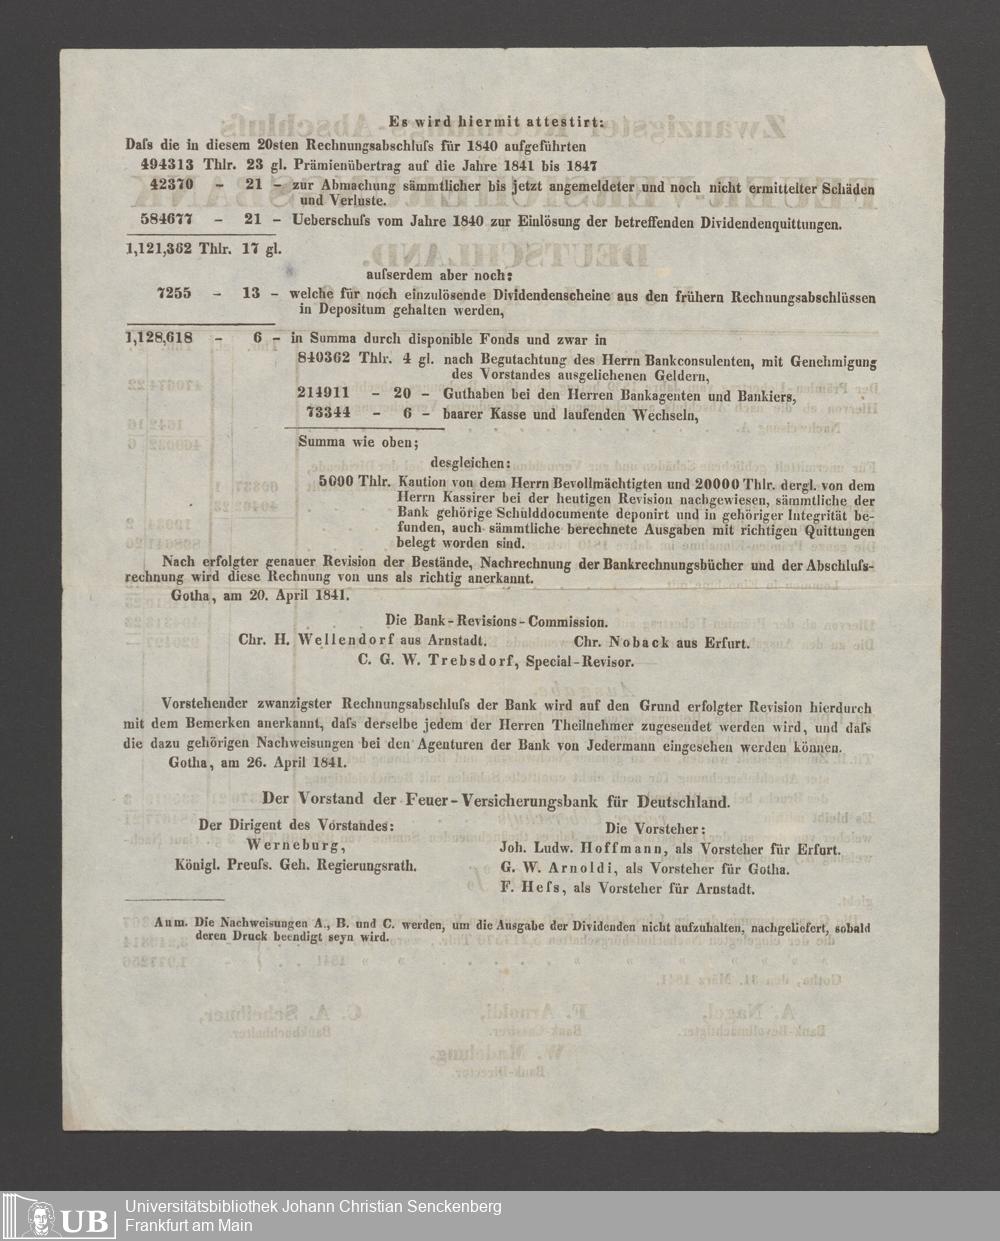 Es wird hiermit attestirt:
Daſs die in diesem 20sten Rechnungsabschluſs für 1840 aufgeführten
494313 Thlr. 23 gl. Prämienübertrag auf die Jahre 1841 bis 1847
42370 – 21 – zur Abmachung sämmtlicher bis jetzt angemeldeter und noch nicht ermittelter Schäden
und Verluste.
584677 – 21 – Ueberschuſs vom Jahre 1840 zur Einlösung der betreffenden Dividendenquittungen.
1,121,362 Thlr. 17 gl.
auſserdem aber noch:
7255 – 13 – welche für noch einzulösende Dividendenscheine aus den frühern Rechnungsabschlüssen
in Depositum gehalten werden,
1,128,618 – 6 – in Summa durch disponible Fonds und zwar in
840362 Thlr. 4 gl. nach Begutachtung des Herrn Bankconsulenten, mit Genehmigung
des Vorstandes ausgelichenen Geldern,
214911 – 20 – Guthaben bei den Herren Bankagenten und Bankiers,
73344 – 6 – baarer Kasse und laufenden Wechseln,
Summa wie oben;
desgleichen:
5000 Thlr. Kaution von dem Herrn Bevollmächtigten und 20000 Thlr. dergl. von dem
Herrn Kassirer bei der heutigen Revision nachgewiesen, sämmtliche der
Bank gehörige Schulddocumente deponirt und in gehöriger Integrität be-
funden, auch sämmtliche berechnete Ausgaben mit richtigen Quittungen
belegt worden sind.
Nach erfolgter genauer Revision der Bestände, Nachrechnung der Bankrechnungsbücher und der Abschluſs-
rechnung wird diese Rechnung von uns als richtig anerkannt.
Gotha, am 20. April 1841.
Die Bank-Revisions-Commission.
Chr. H. Wellendorf aus Arnstadt. Chr. Noback aus Erfurt.
C. G. W. Trebsdorf, Special-Revisor.
Vorstehender zwanzigster Rechnungsabschluſs der Bank wird auf den Grund erfolgter Revision hierdurch
mit dem Bemerken anerkannt, daſs derselbe jedem der Herren Theilnehmer zugesendet werden wird, und daſs
die dazu gehörigen Nachweisungen bei den Agenturen der Bank von Jedermann eingesehen werden können.
Gotha, am 26. April 1841.
Der Vorstand der Feuer-Versicherungsbank für Deutschland.
Der Dirigent des Vorstandes:
Werneburg,
Königl. Preuſs. Geh. Regierungsrath.
Die Vorsteher:
Joh. Ludw. Hoffmann, als Vorsteher für Erfurt.
G. W. Arnoldi, als Vorsteher für Gotha.
F. Heſs, als Vorsteher für Arnstadt.
Anm. Die Nachweisungen A., B. und C. werden, um die Ausgabe der Dividenden nicht aufzuhalten, nachgeliefert, sobald
deren Druck beendigt seyn wird.
UB
Universitätsbibliothek Johann Christian Senckenberg
Frankfurt am Main